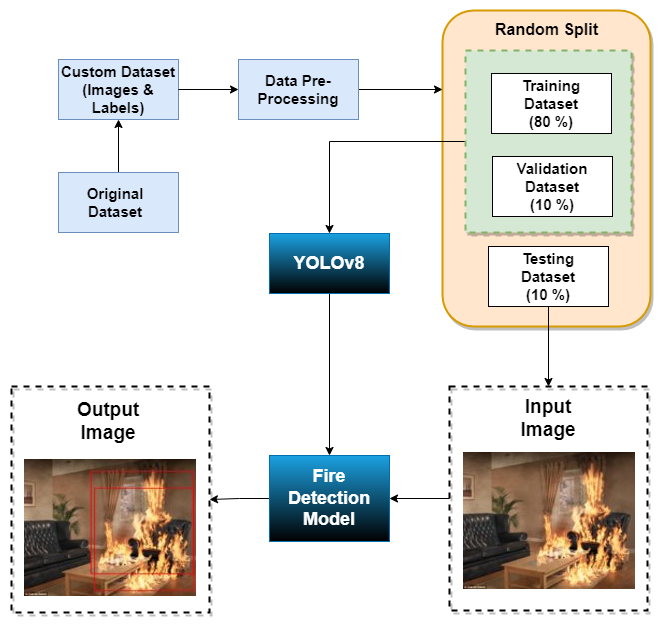 Random Split
Custom Dataset
(Images &
Labels)
Data Pre-
Processing
Training
Dataset
(80 %)
Original
Dataset
Validation
Dataset
(10 %)
YOLOv8
Testing
Dataset
(10 %)
Output
Image
Input
Image
Fire
Detection
Model